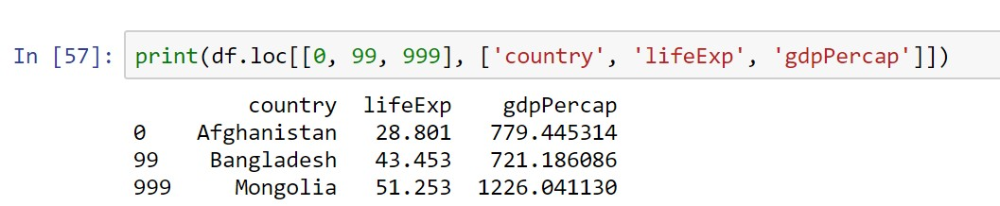 In [57]: print(df.loc[[0, 99, 999], ['country', 'lifeExp', 'gdpPercap']])
country lifeExp gdpPercap
0 Afghanistan 28.801 779.445314
99 Bangladesh 43.453 721.186086
999 Mongolia 51.253 1226.041130